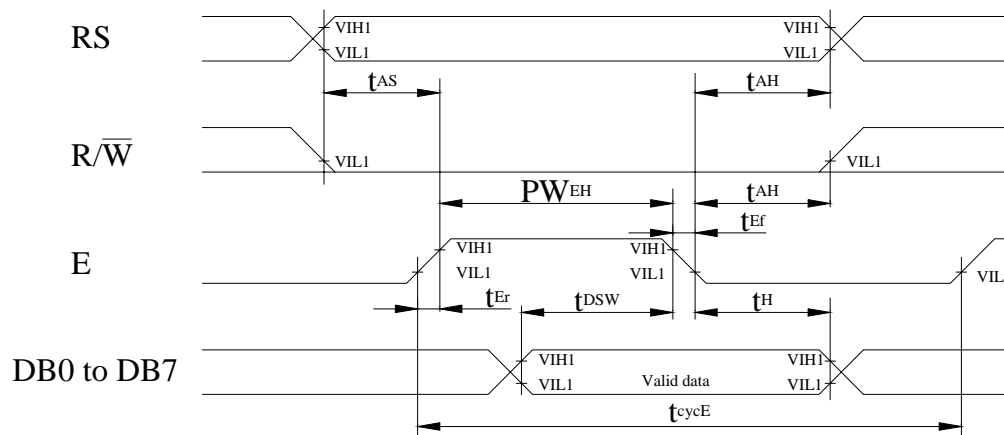 RS
VIH1 VIH1
VIL1 VIL1
tAS tAH
R/W̅ VIL1 VIL1
PWEH tAH
tEf
E VIH1 VIH1
VIL1 VIL1 VIL
tEr tDSW tH
DB0 to DB7 VIH1 VIH1
VIL1 Valid data VIL1
tcycE